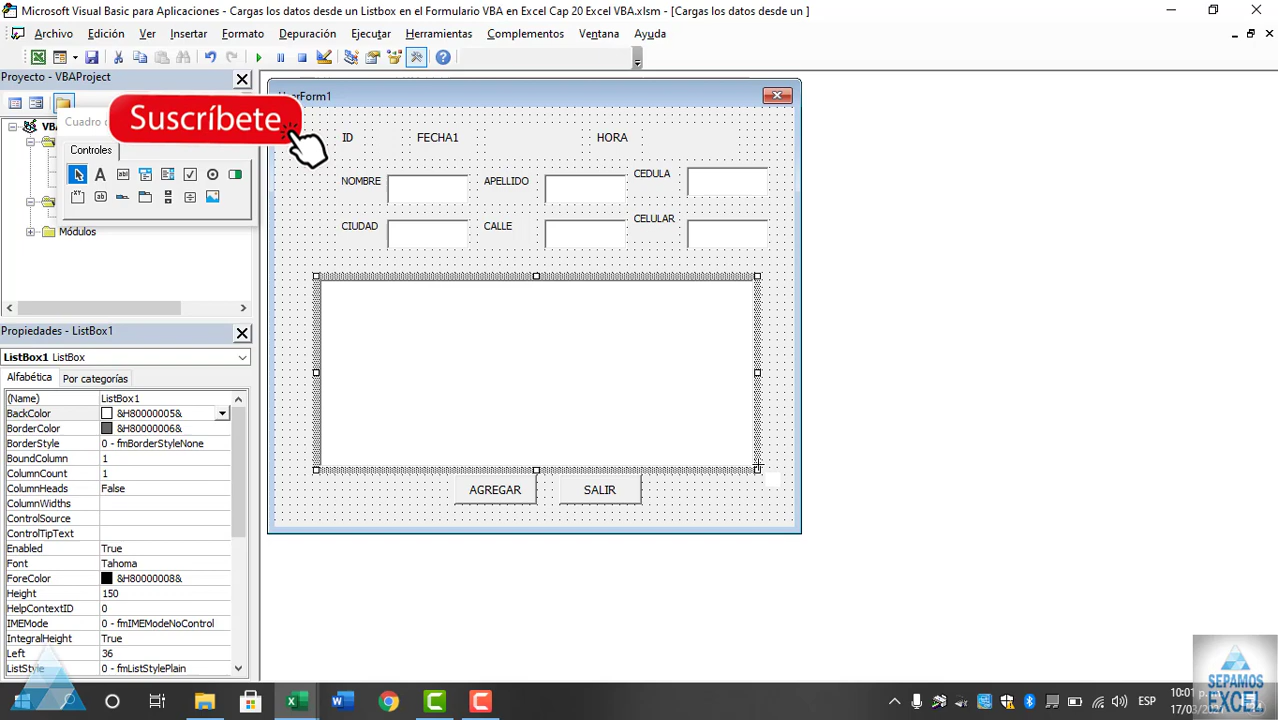 Microsoft Visual Basic para Aplicaciones - Cargas los datos desde un Listbox en el Formulario VBA en Excel Cap 20 Excel VBA.xlsm - [Cargas los datos desde un ]
Archivo Edición Ver Insertar Formato Depuración Ejecutar Herramientas Complementos Ventana Ayuda
Proyecto - VBAProject
Suscríbete
Controles
Módulos
Propiedades - ListBox1
ListBox1 ListBox
Alfabética Por categorías
(Name) ListBox1
BackColor &H80000005&
BorderColor &H80000006&
BorderStyle 0 - fmBorderStyleNone
BoundColumn 1
ColumnCount 1
ColumnHeads False
ColumnWidths
ControlSource
ControlTipText
Enabled True
Font Tahoma
ForeColor &H80000008&
Height 150
HelpContextID 0
IMEMode 0 - fmIMEModeNoControl
IntegralHeight True
Left 36
ListStyle 0 - fmListStylePlain
ID FECHA1 HORA
NOMBRE APELLIDO CEDULA
CIUDAD CALLE CELULAR
AGREGAR SALIR
SEPAMOS
EXCEL
ESP
10:01 p.